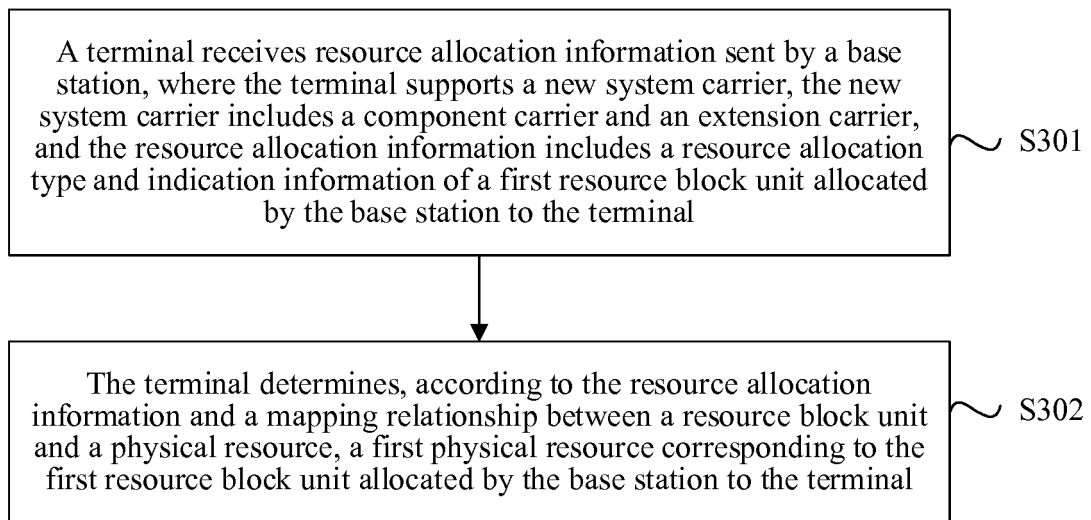 A terminal receives resource allocation information sent by a base
station, where the terminal supports a new system carrier, the new
system carrier includes a component carrier and an extension carrier,
and the resource allocation information includes a resource allocation
type and indication information of a first resource block unit allocated
by the base station to the terminal
S301
The terminal determines, according to the resource allocation
information and a mapping relationship between a resource block unit
and a physical resource, a first physical resource corresponding to the
first resource block unit allocated by the base station to the terminal
S302